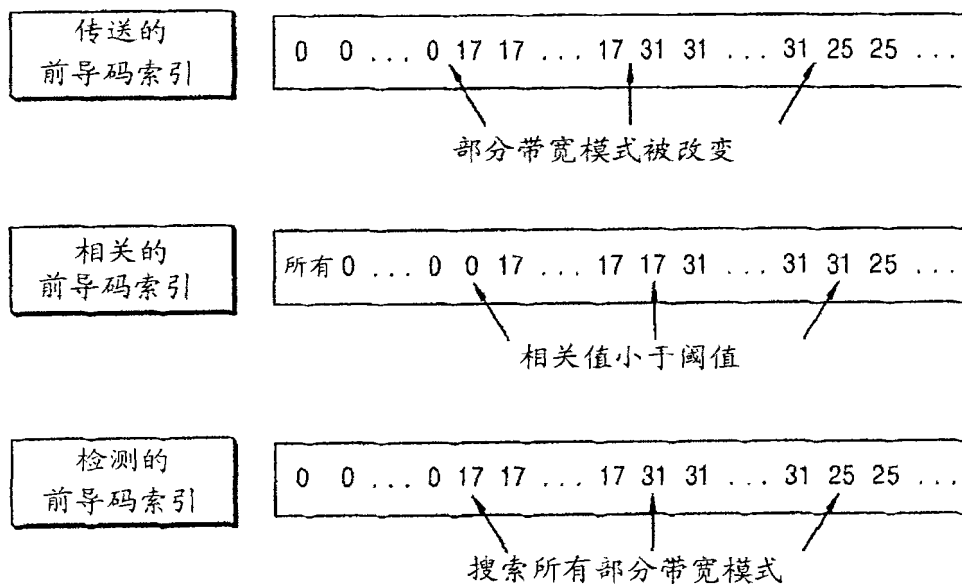 传送的
前导码索引
0 0 ... 0 17 17 ... 17 31 31 ... 31 25 25 ...
部分带宽模式被改变
相关的
前导码索引
所有 0 ... 0 0 17 ... 17 17 31 ... 31 31 25 ...
相关值小于阈值
检测的
前导码索引
0 0 ... 0 17 17 ... 17 31 31 ... 31 25 25 ...
搜索所有部分带宽模式